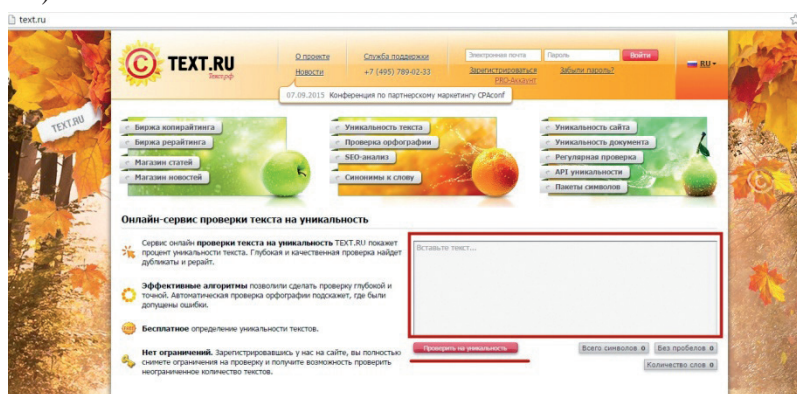 text.ru
TEXT.RU
Текст.рф
О проекте
Служба поддержки
Электронная почта
Пароль
Войти
RU
Новости
+7 (495) 789-02-33
Зарегистрироваться
Забыли пароль?
PRO-Аккаунт
07.09.2015 Конференция по партнерскому маркетингу CPAconf
TEXT.RU
Биржа копирайтинга
Биржа рерайтинга
Магазин статей
Магазин новостей
Уникальность текста
Проверка орфографии
SEO-анализ
Синонимы к слову
Уникальность сайта
Уникальность документа
Регулярная проверка
API уникальности
Пакеты символов
Онлайн-сервис проверки текста на уникальность
Сервис онлайн проверки текста на уникальность TEXT.RU покажет
процент уникальности текста. Глубокая и качественная проверка найдет
дубликаты и рерайт.
Эффективные алгоритмы позволили сделать проверку глубокой и
точной. Автоматическая проверка орфографии подскажет, где были
допущены ошибки.
Бесплатное определение уникальности текстов.
Нет ограничений. Зарегистрировавшись у нас на сайте, вы полностью
снимете ограничения на проверку и получите возможность проверить
неограниченное количество текстов.
Вставьте текст...
Проверить на уникальность
Всего символов 0
Без пробелов 0
Количество слов 0